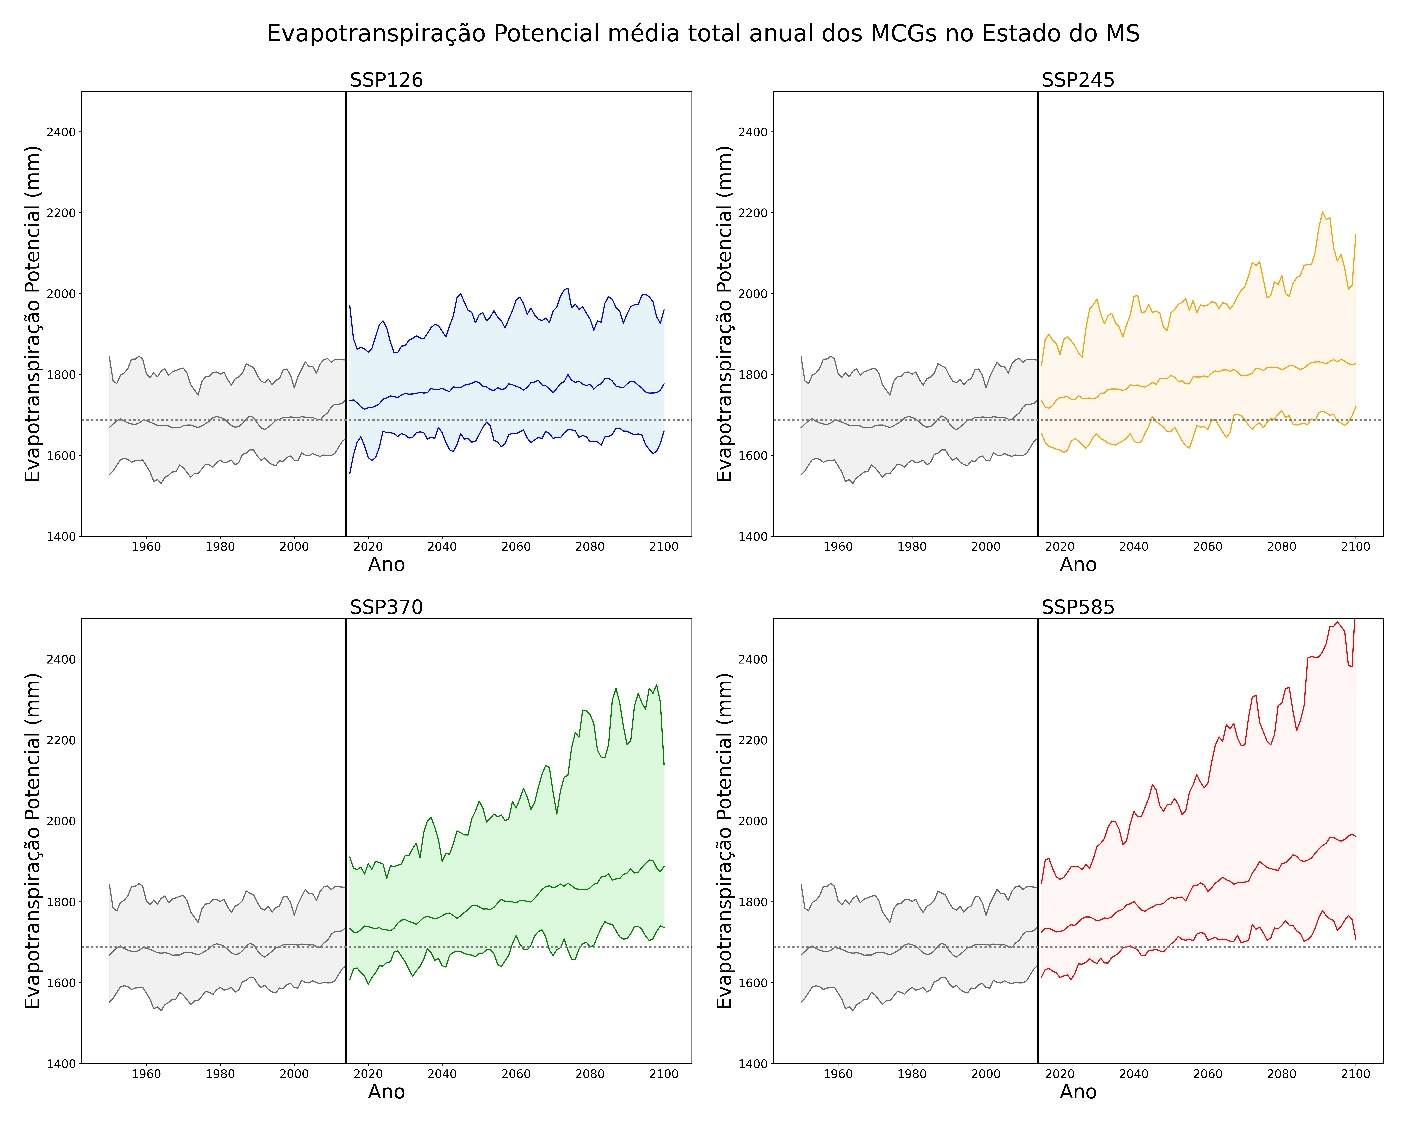 Evapotranspiração Potencial média total anual dos MCGs no Estado do MS
SSP126
Evapotranspiração Potencial (mm)
2400
2200
2000
1800
1600
1400
1960 1980 2000 2020 2040 2060 2080 2100
Ano
SSP245
Evapotranspiração Potencial (mm)
2400
2200
2000
1800
1600
1400
1960 1980 2000 2020 2040 2060 2080 2100
Ano
SSP370
Evapotranspiração Potencial (mm)
2400
2200
2000
1800
1600
1400
1960 1980 2000 2020 2040 2060 2080 2100
Ano
SSP585
Evapotranspiração Potencial (mm)
2400
2200
2000
1800
1600
1400
1960 1980 2000 2020 2040 2060 2080 2100
Ano